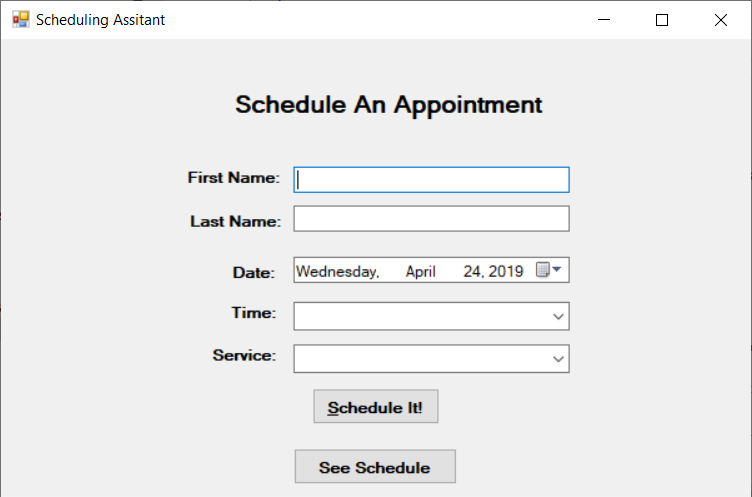 Scheduling Assitant
Schedule An Appointment
First Name:
Last Name:
Date: Wednesday, April 24, 2019
Time:
Service:
Schedule It!
See Schedule